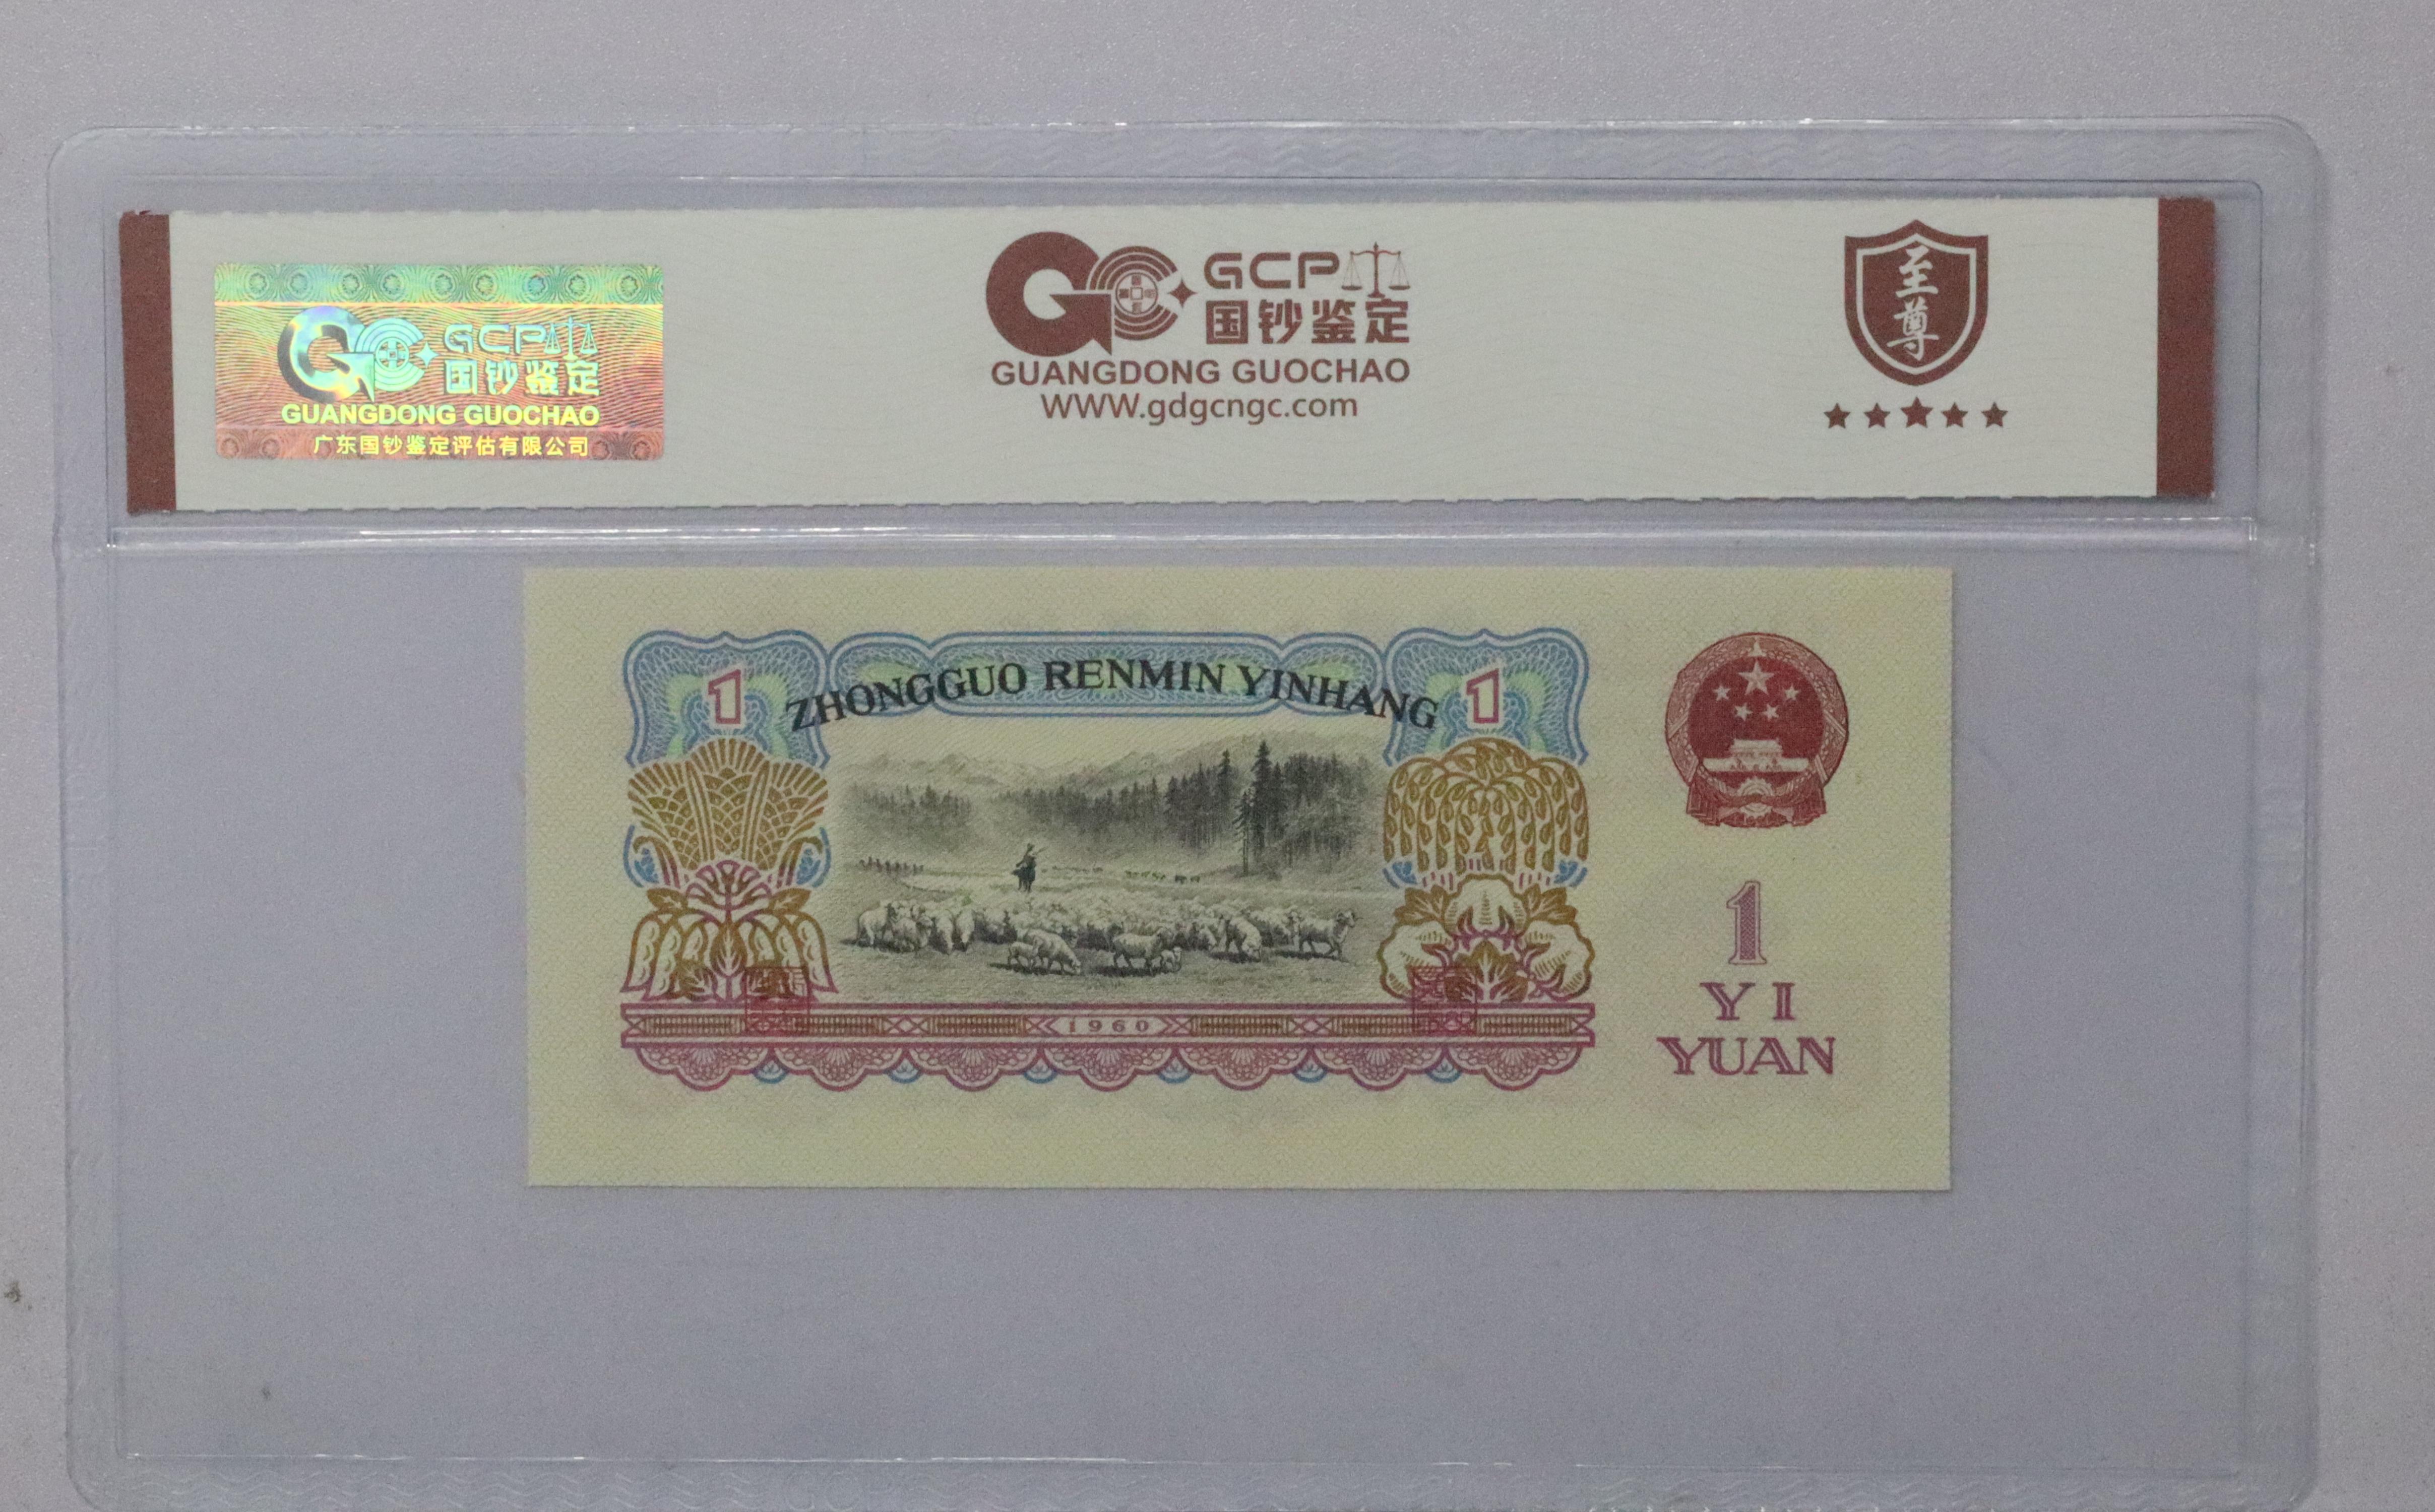 GCP
国钞鉴定
GUANGDONG GUOCHAO
广东国钞鉴定评估有限公司
GCP
国钞鉴定
GUANGDONG GUOCHAO
WWW.gdgcngc.com
至
尊
1
ZHONGGUO RENMIN YINHANG
1
1960
1
YI
YUAN